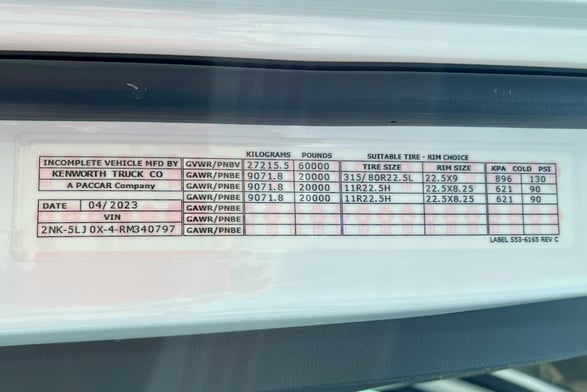 KILOGRAMS POUNDS SUITABLE TIRE - RIM CHOICE
INCOMPLETE VEHICLE MFD BY GVWR/PNBV 27215.5 60000 TIRE SIZE RIM SIZE KPA COLD PSI
KENWORTH TRUCK CO GAWR/PNBE 9071.8 20000 315/80R22.5L 22.5X9 896 130
A PACCAR Company GAWR/PNBE 9071.8 20000 11R22.5H 22.5X8.25 621 90
GAWR/PNBE 9071.8 20000 11R22.5H 22.5X8.25 621 90
DATE 04/2023 GAWR/PNBE
VIN GAWR/PNBE
2NK-5LJ0X-4-RM340797 GAWR/PNBE
LABEL S53-6165 REV C